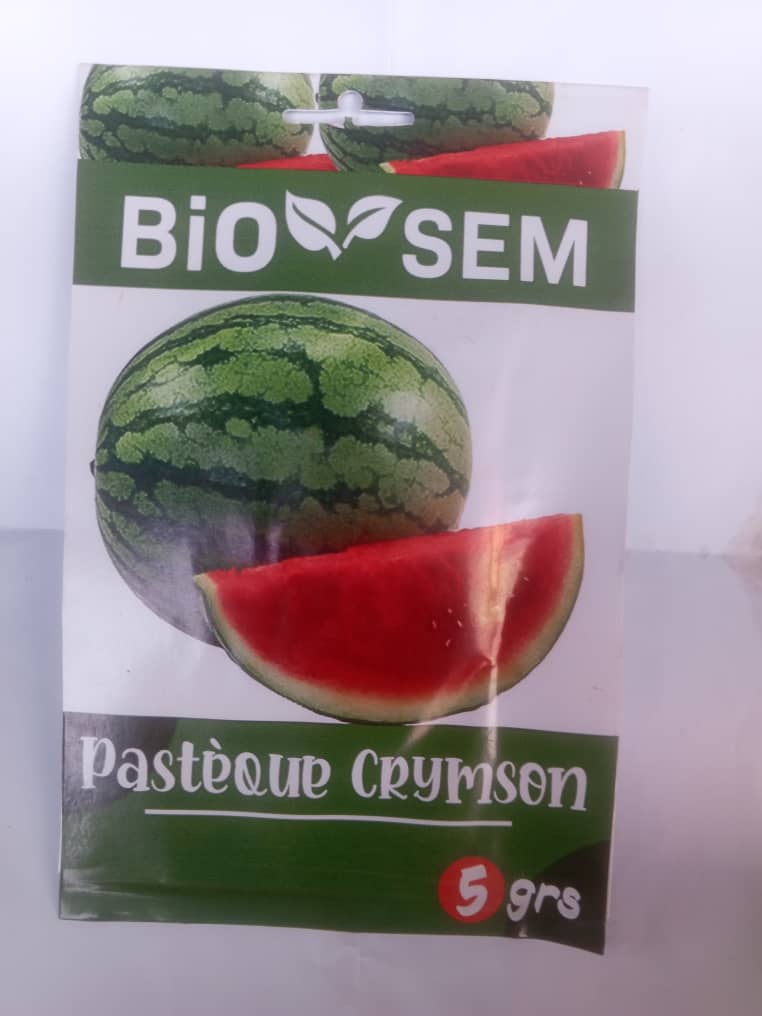 BiO SEM
Pastèque Crymson
5 grs